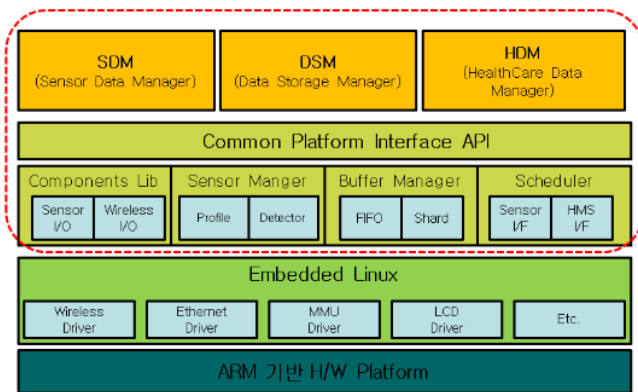 SDM
(Sensor Data Manager)
DSM
(Data Storage Manager)
HDM
(HealthCare Data
Manager)
Common Platform Interface API
Components Lib
Sensor Manger
Buffer Manager
Scheduler
Sensor
I/O
Wireless
I/O
Profile
Detector
FIFO
Shard
Sensor
I/F
HMS
I/F
Embedded Linux
Wireless
Driver
Ethernet
Driver
MMU
Driver
LCD
Driver
Etc.
ARM 기반 H/W Platform